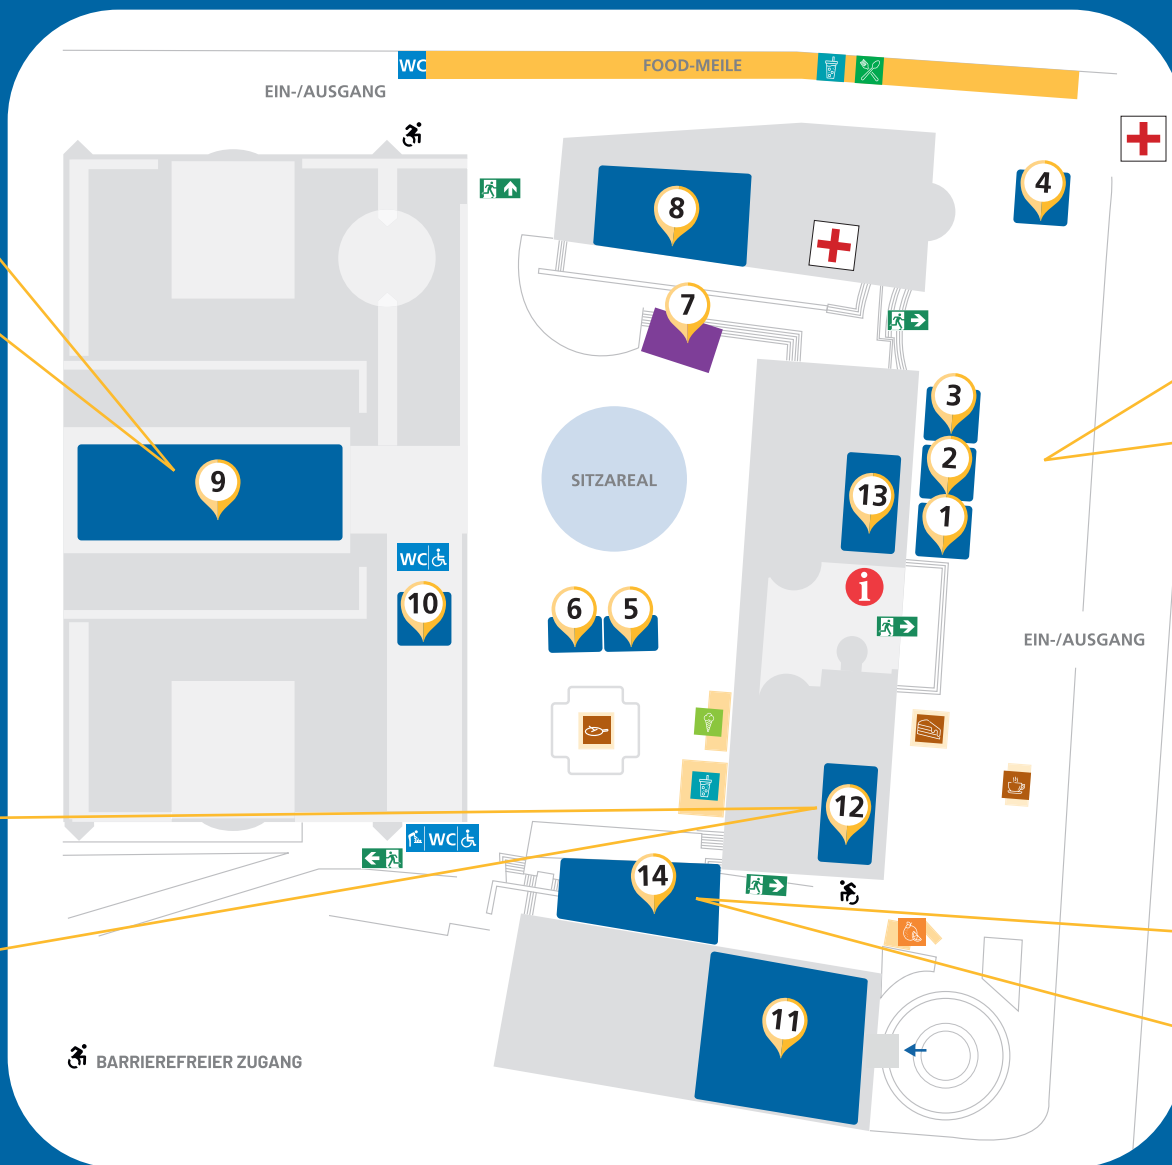 WC
FOOD-MEILE
EIN-/AUSGANG
4
8
7
3
2
13
1
9
SITZAREAL
i
WC
10
6
5
EIN-/AUSGANG
12
WC
14
11
BARRIEREFREIER ZUGANG